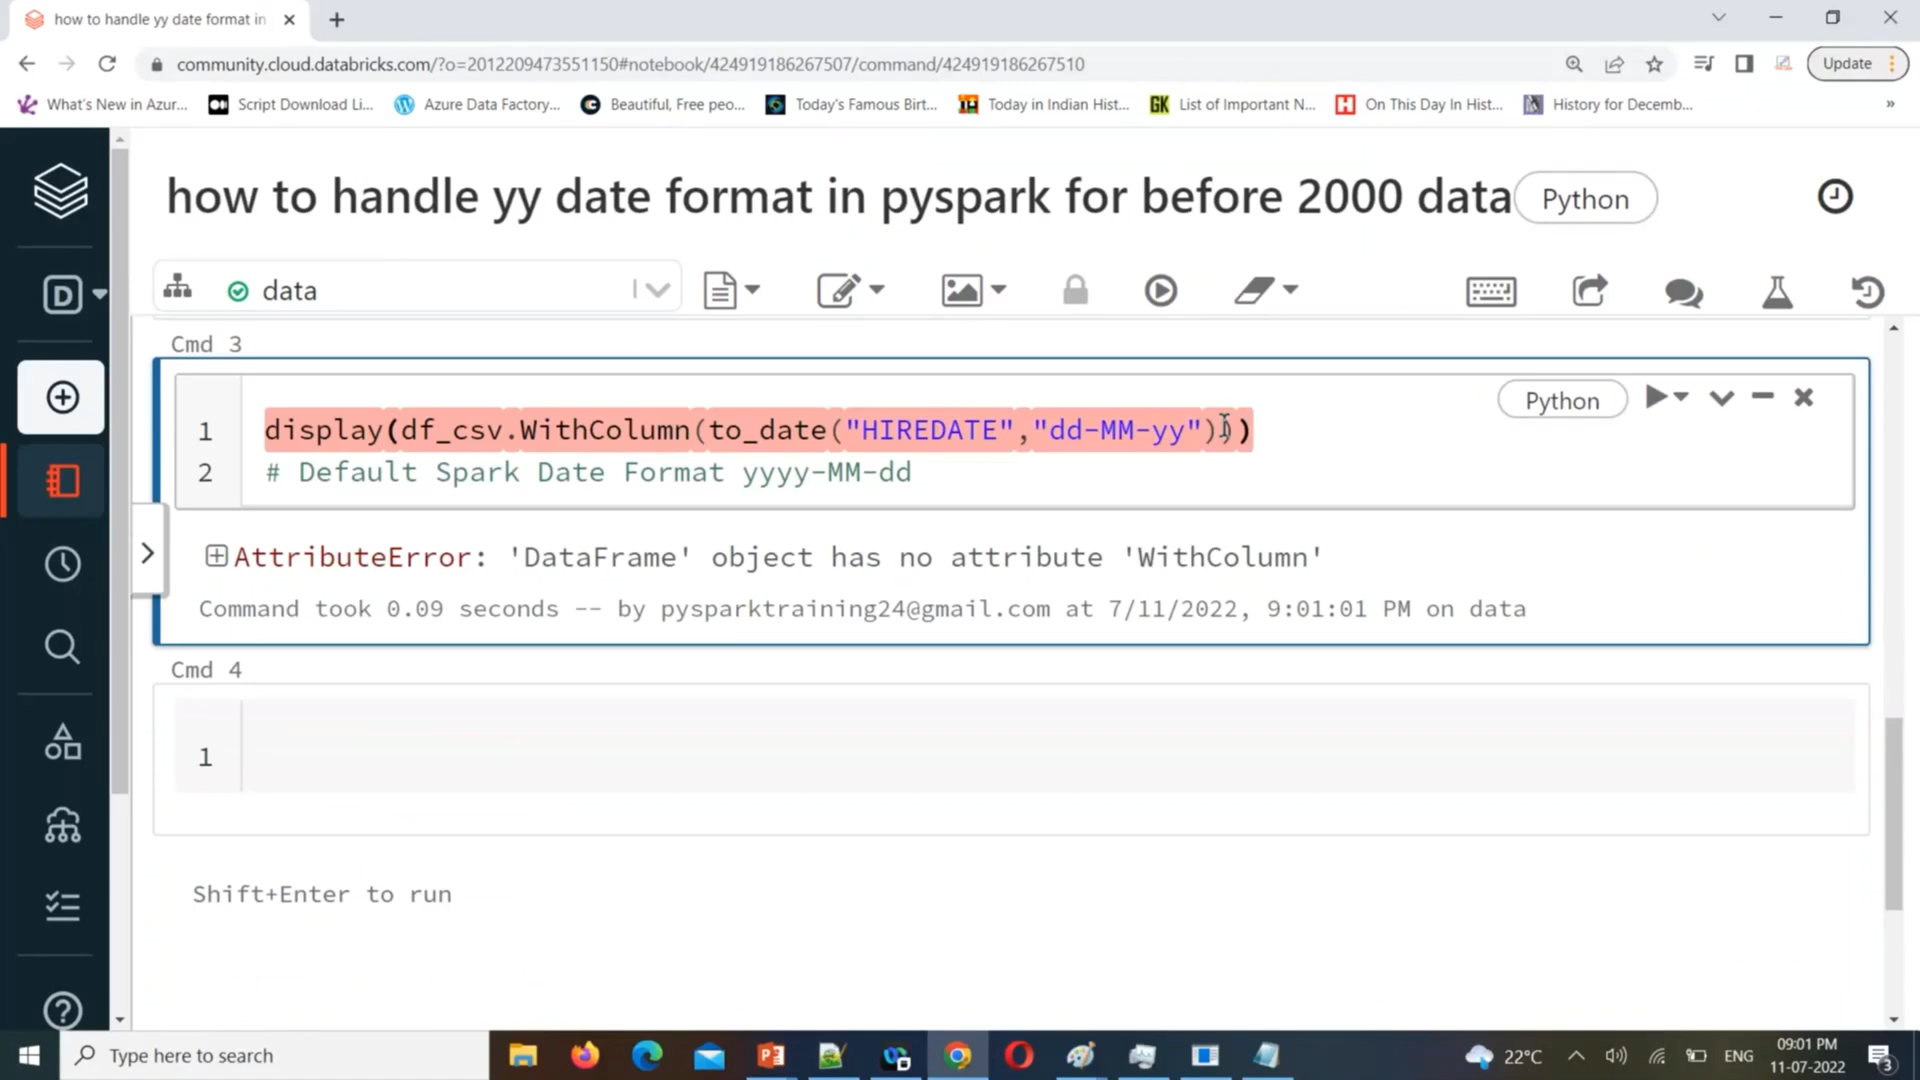 how to handle yy date format in
community.cloud.databricks.com/?o=2012209473551150#notebook/424919186267507/command/424919186267510
Update
What's New in Azur...
Script Download Li...
Azure Data Factory...
Beautiful, Free peo...
Today's Famous Birt...
Today in Indian Hist...
GK
List of Important N...
H
On This Day In Hist...
History for Decemb...
»
how to handle yy date format in pyspark for before 2000 data
Python
D
data
Cmd 3
Python
1 display(df_csv.WithColumn(to_date("HIREDATE","dd-MM-yy")))
2 # Default Spark Date Format yyyy-MM-dd
AttributeError: 'DataFrame' object has no attribute 'WithColumn'
Command took 0.09 seconds -- by pysparktraining24@gmail.com at 7/11/2022, 9:01:01 PM on data
Cmd 4
1
Shift+Enter to run
Type here to search
22°C
ENG
09:01 PM
11-07-2022
3